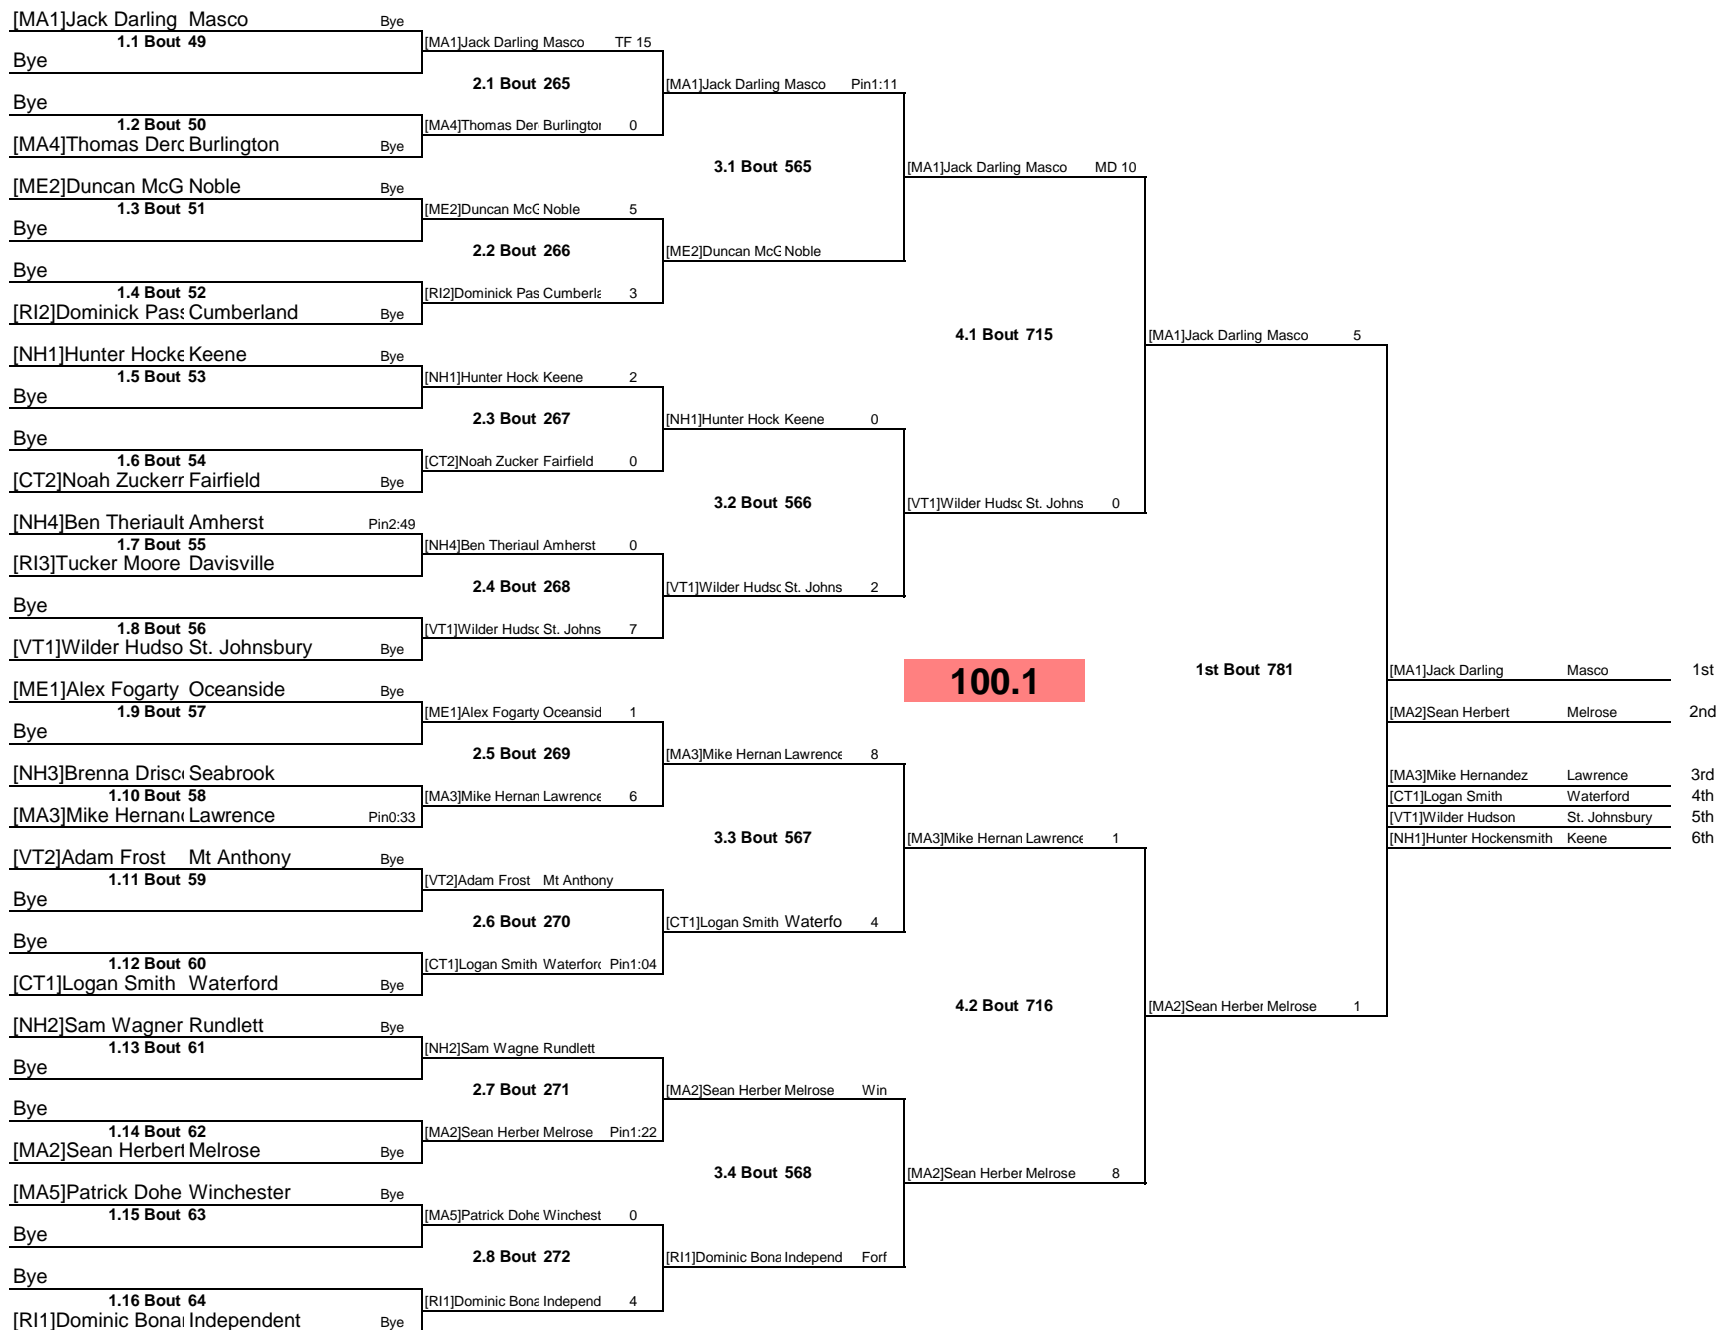 [MA1]Jack Darling Masco Bye
1.1 Bout 49
Bye
Bye
1.2 Bout 50
[MA4]Thomas Derc Burlington Bye
[ME2]Duncan McG Noble Bye
1.3 Bout 51
Bye
Bye
1.4 Bout 52
[RI2]Dominick Pas Cumberland Bye
[NH1]Hunter Hocke Keene Bye
1.5 Bout 53
Bye
Bye
1.6 Bout 54
[CT2]Noah Zuckerr Fairfield Bye
[NH4]Ben Theriault Amherst Pin2:49
1.7 Bout 55
[RI3]Tucker Moore Davisville
Bye
1.8 Bout 56
[VT1]Wilder Hudso St. Johnsbury Bye
[ME1]Alex Fogarty Oceanside Bye
1.9 Bout 57
Bye
[NH3]Brenna Drisc Seabrook
1.10 Bout 58
[MA3]Mike Hernan Lawrence Pin0:33
[VT2]Adam Frost Mt Anthony Bye
1.11 Bout 59
Bye
Bye
1.12 Bout 60
[CT1]Logan Smith Waterford Bye
[NH2]Sam Wagner Rundlett Bye
1.13 Bout 61
Bye
Bye
1.14 Bout 62
[MA2]Sean Herbert Melrose Bye
[MA5]Patrick Dohe Winchester Bye
1.15 Bout 63
Bye
Bye
1.16 Bout 64
[RI1]Dominic Bona Independent Bye
[MA1]Jack Darling Masco TF 15
2.1 Bout 265
[MA4]Thomas Der Burlington 0
[ME2]Duncan McG Noble 5
2.2 Bout 266
[RI2]Dominick Pas Cumberla 3
[NH1]Hunter Hock Keene 2
2.3 Bout 267
[CT2]Noah Zucker Fairfield 0
[NH4]Ben Theriaul Amherst 0
2.4 Bout 268
[VT1]Wilder Hudsc St. Johns 7
[ME1]Alex Fogarty Oceansid 1
2.5 Bout 269
[MA3]Mike Hernan Lawrence 6
[VT2]Adam Frost Mt Anthony
2.6 Bout 270
[CT1]Logan Smith Waterford Pin1:04
[NH2]Sam Wagne Rundlett
2.7 Bout 271
[MA2]Sean Herber Melrose Pin1:22
[MA5]Patrick Dohe Winchest 0
2.8 Bout 272
[RI1]Dominic Bona Independ 4
[MA1]Jack Darling Masco Pin1:11
3.1 Bout 565
[ME2]Duncan McG Noble
[NH1]Hunter Hock Keene 0
3.2 Bout 566
[VT1]Wilder Hudsc St. Johns 2
[MA3]Mike Hernan Lawrence 8
3.3 Bout 567
[CT1]Logan Smith Waterfo 4
[MA2]Sean Herber Melrose Win
3.4 Bout 568
[RI1]Dominic Bona Independ Forf
[MA1]Jack Darling Masco MD 10
4.1 Bout 715
[VT1]Wilder Hudsc St. Johns 0
100.1
[MA3]Mike Hernan Lawrence 1
4.2 Bout 716
[MA2]Sean Herber Melrose 8
[MA1]Jack Darling Masco 5
1st Bout 781
[MA2]Sean Herber Melrose 1
[MA1]Jack Darling Masco 1st
[MA2]Sean Herbert Melrose 2nd
[MA3]Mike Hernandez Lawrence 3rd
[CT1]Logan Smith Waterford 4th
[VT1]Wilder Hudson St. Johnsbury 5th
[NH1]Hunter Hockensmith Keene 6th